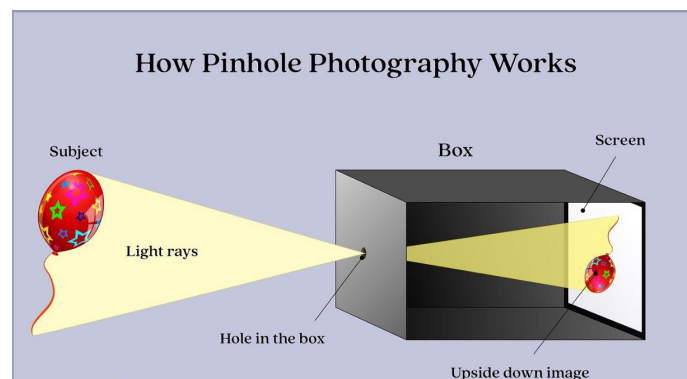 How Pinhole Photography Works
Subject
Box
Screen
Light rays
Hole in the box
Upside down image